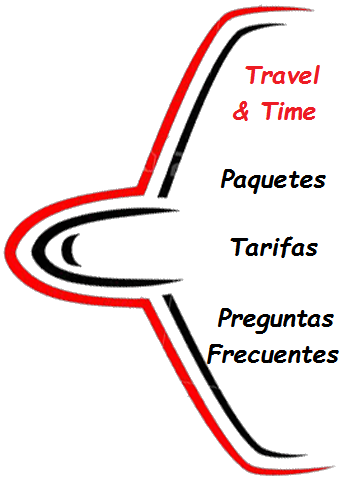 Travel
& Time
Paquetes
Tarifas
Preguntas
Frecuentes